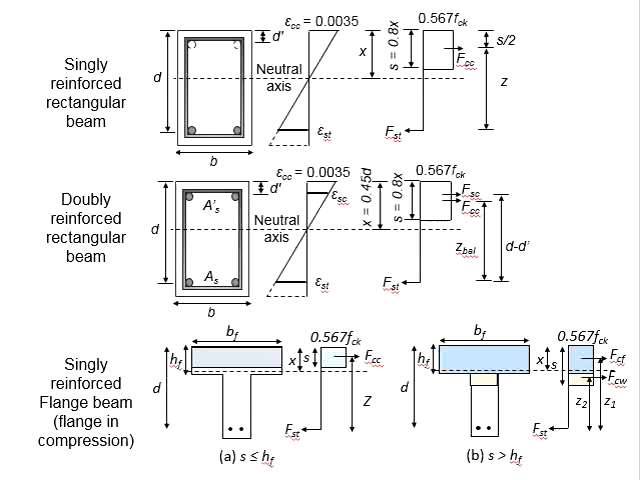 Singly
reinforced
rectangular
beam
d
b
d'
Neutral
axis
εcc = 0.0035
εst
x
s = 0.8x
0.567fck
Fcc
Fst
s/2
z
Doubly
reinforced
rectangular
beam
d
A's
As
b
d'
Neutral
axis
εcc = 0.0035
εsc
εst
x = 0.45d
s = 0.8x
0.567fck
Fsc
Fcc
Fst
zbal
d-d'
Singly
reinforced
Flange beam
(flange in
compression)
bf
hf
d
x
s
0.567fck
Fcc
z
Fst
(a) s ≤ hf
bf
hf
d
x
s
0.567fck
Fcf
Fcw
z2
z1
Fst
(b) s > hf